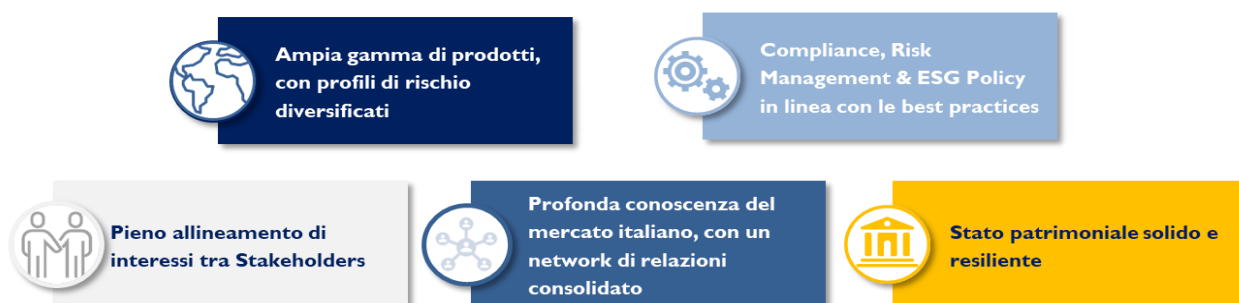 Ampia gamma di prodotti,
con profili di rischio
diversificati
Compliance, Risk
Management & ESG Policy
in linea con le best practices
Pieno allineamento di
interessi tra Stakeholders
Profonda conoscenza del
mercato italiano, con un
network di relazioni
consolidato
Stato patrimoniale solido e
resiliente